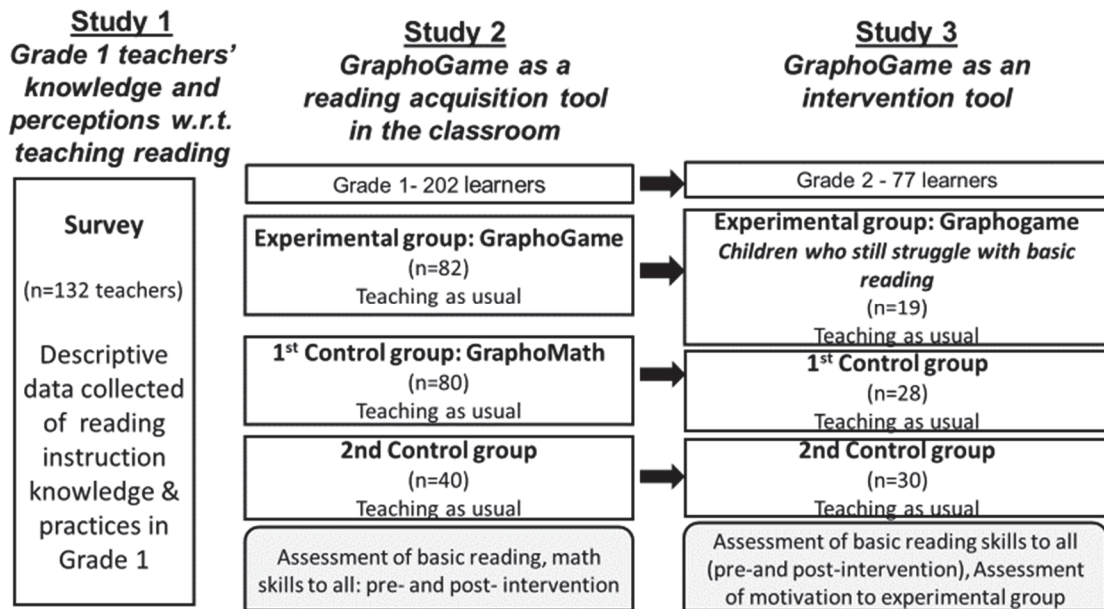 Study 1
Grade 1 teachers’
knowledge and
perceptions w.r.t.
teaching reading
Survey
(n=132 teachers)
Descriptive
data collected
of reading
instruction
knowledge &
practices in
Grade 1
Study 2
GraphoGame as a
reading acquisition tool
in the classroom
Grade 1- 202 learners
Experimental group: GraphoGame
(n=82)
Teaching as usual
1st Control group: GraphoMath
(n=80)
Teaching as usual
2nd Control group
(n=40)
Teaching as usual
Assessment of basic reading, math
skills to all: pre- and post- intervention
Study 3
GraphoGame as an
intervention tool
Grade 2 - 77 learners
Experimental group: Graphogame
Children who still struggle with basic
reading
(n=19)
Teaching as usual
1st Control group
(n=28)
Teaching as usual
2nd Control group
(n=30)
Teaching as usual
Assessment of basic reading skills to all
(pre-and post-intervention), Assessment
of motivation to experimental group